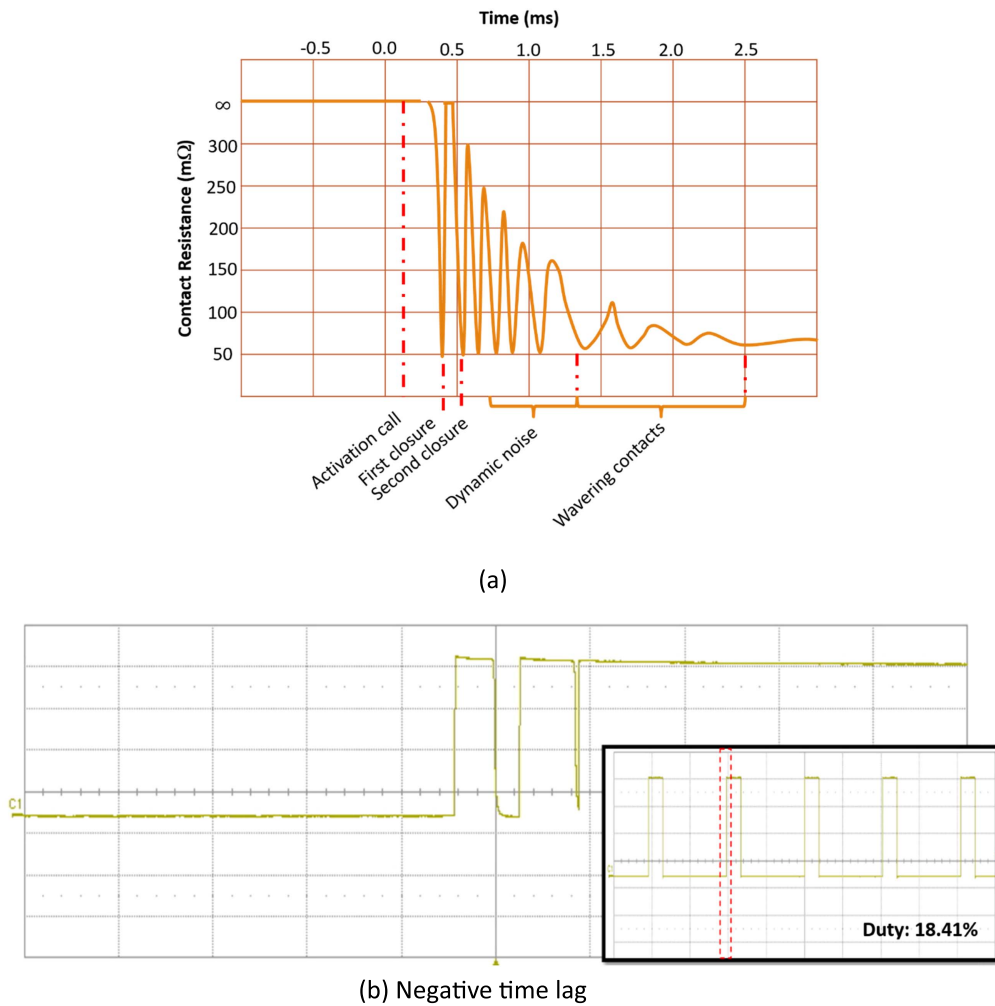 Time (ms)
-0.5 0.0 0.5 1.0 1.5 2.0 2.5
Contact Resistance (mΩ)
∞
300
250
200
150
100
50
Activation call
First closure
Second closure
Dynamic noise
Wavering contacts
(a)
C1
Duty: 18.41%
(b) Negative time lag